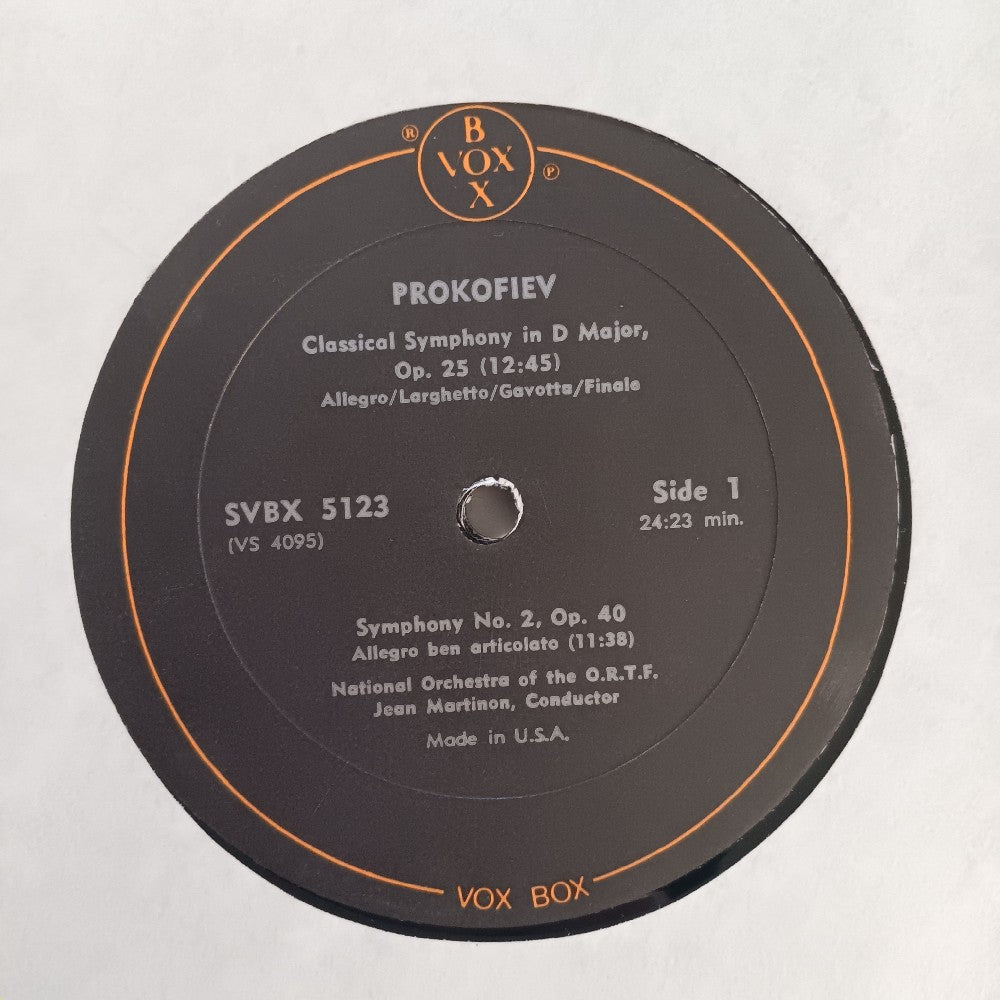 ®
B
VOX
X
℗
PROKOFIEV
Classical Symphony in D Major,
Op. 25 (12:45)
Allegro/Larghetto/Gavotta/Finale
SVBX 5123
(VS 4095)
Side 1
24:23 min.
Symphony No. 2, Op. 40
Allegro ben articolato (11:38)
National Orchestra of the O.R.T.F.
Jean Martinon, Conductor
Made in U.S.A.
VOX BOX